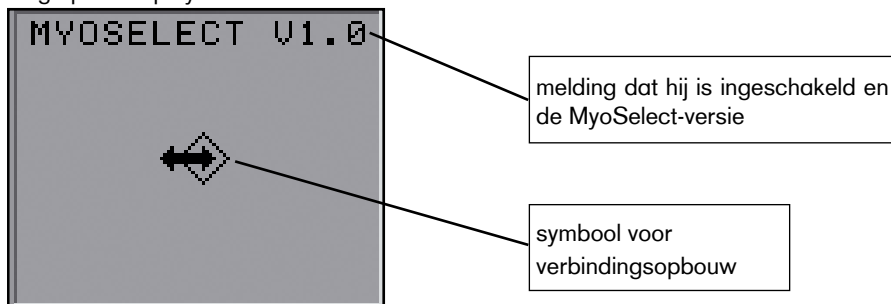 MYOSELECT V1.0
melding dat hij is ingeschakeld en
de MyoSelect-versie
symbool voor
verbindingsopbouw